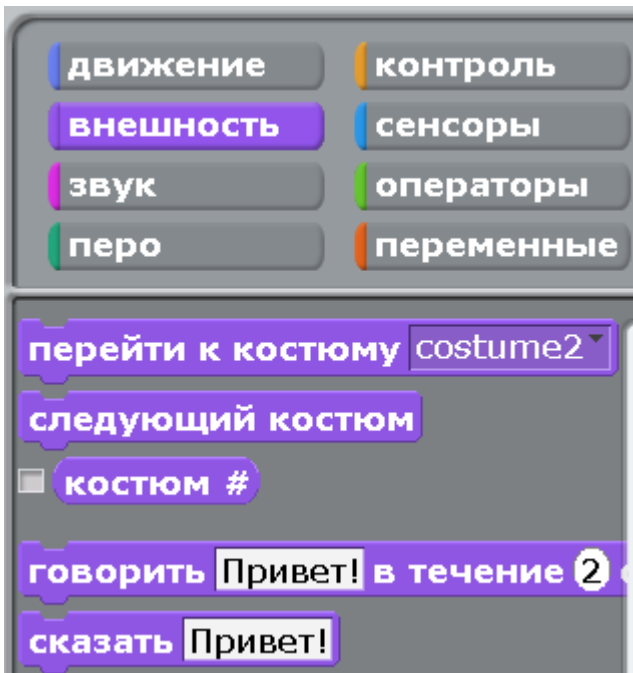 движение
контроль
внешность
сенсоры
звук
операторы
перо
переменные
перейти к костюму costume2
следующий костюм
костюм #
говорить Привет! в течение 2
сказать Привет!